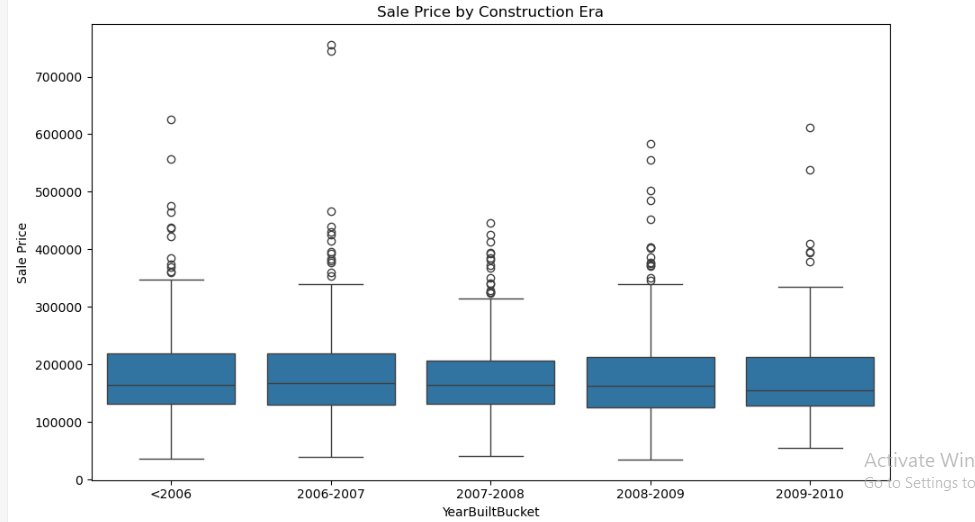 Sale Price by Construction Era
Sale Price
700000
600000
500000
400000
300000
200000
100000
0
<2006
2006-2007
2007-2008
2008-2009
2009-2010
YearBuiltBucket
Activate Win
Go to Settings to